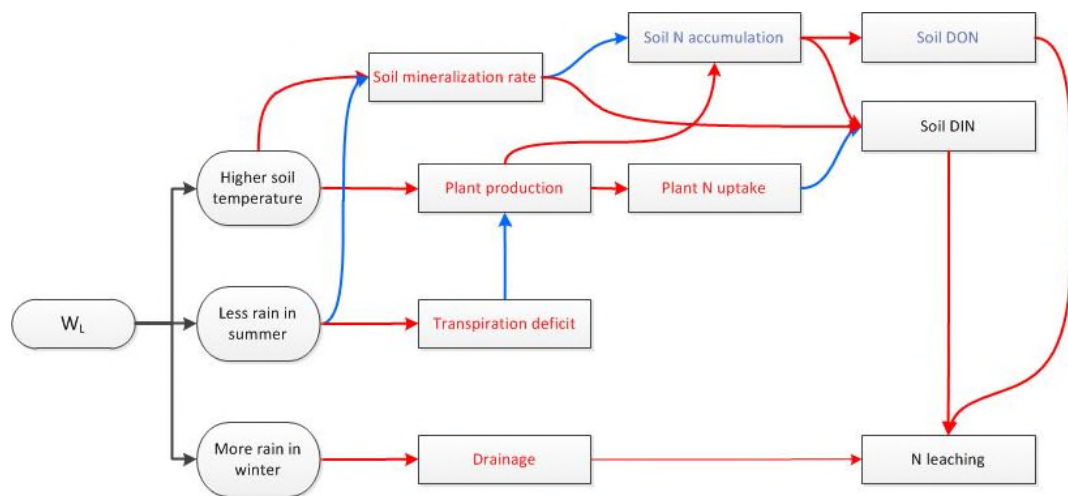 Soil N accumulation
Soil DON
Soil mineralization rate
Soil DIN
Higher soil
temperature
Plant production
Plant N uptake
W_L
Less rain in
summer
Transpiration deficit
More rain in
winter
Drainage
N leaching